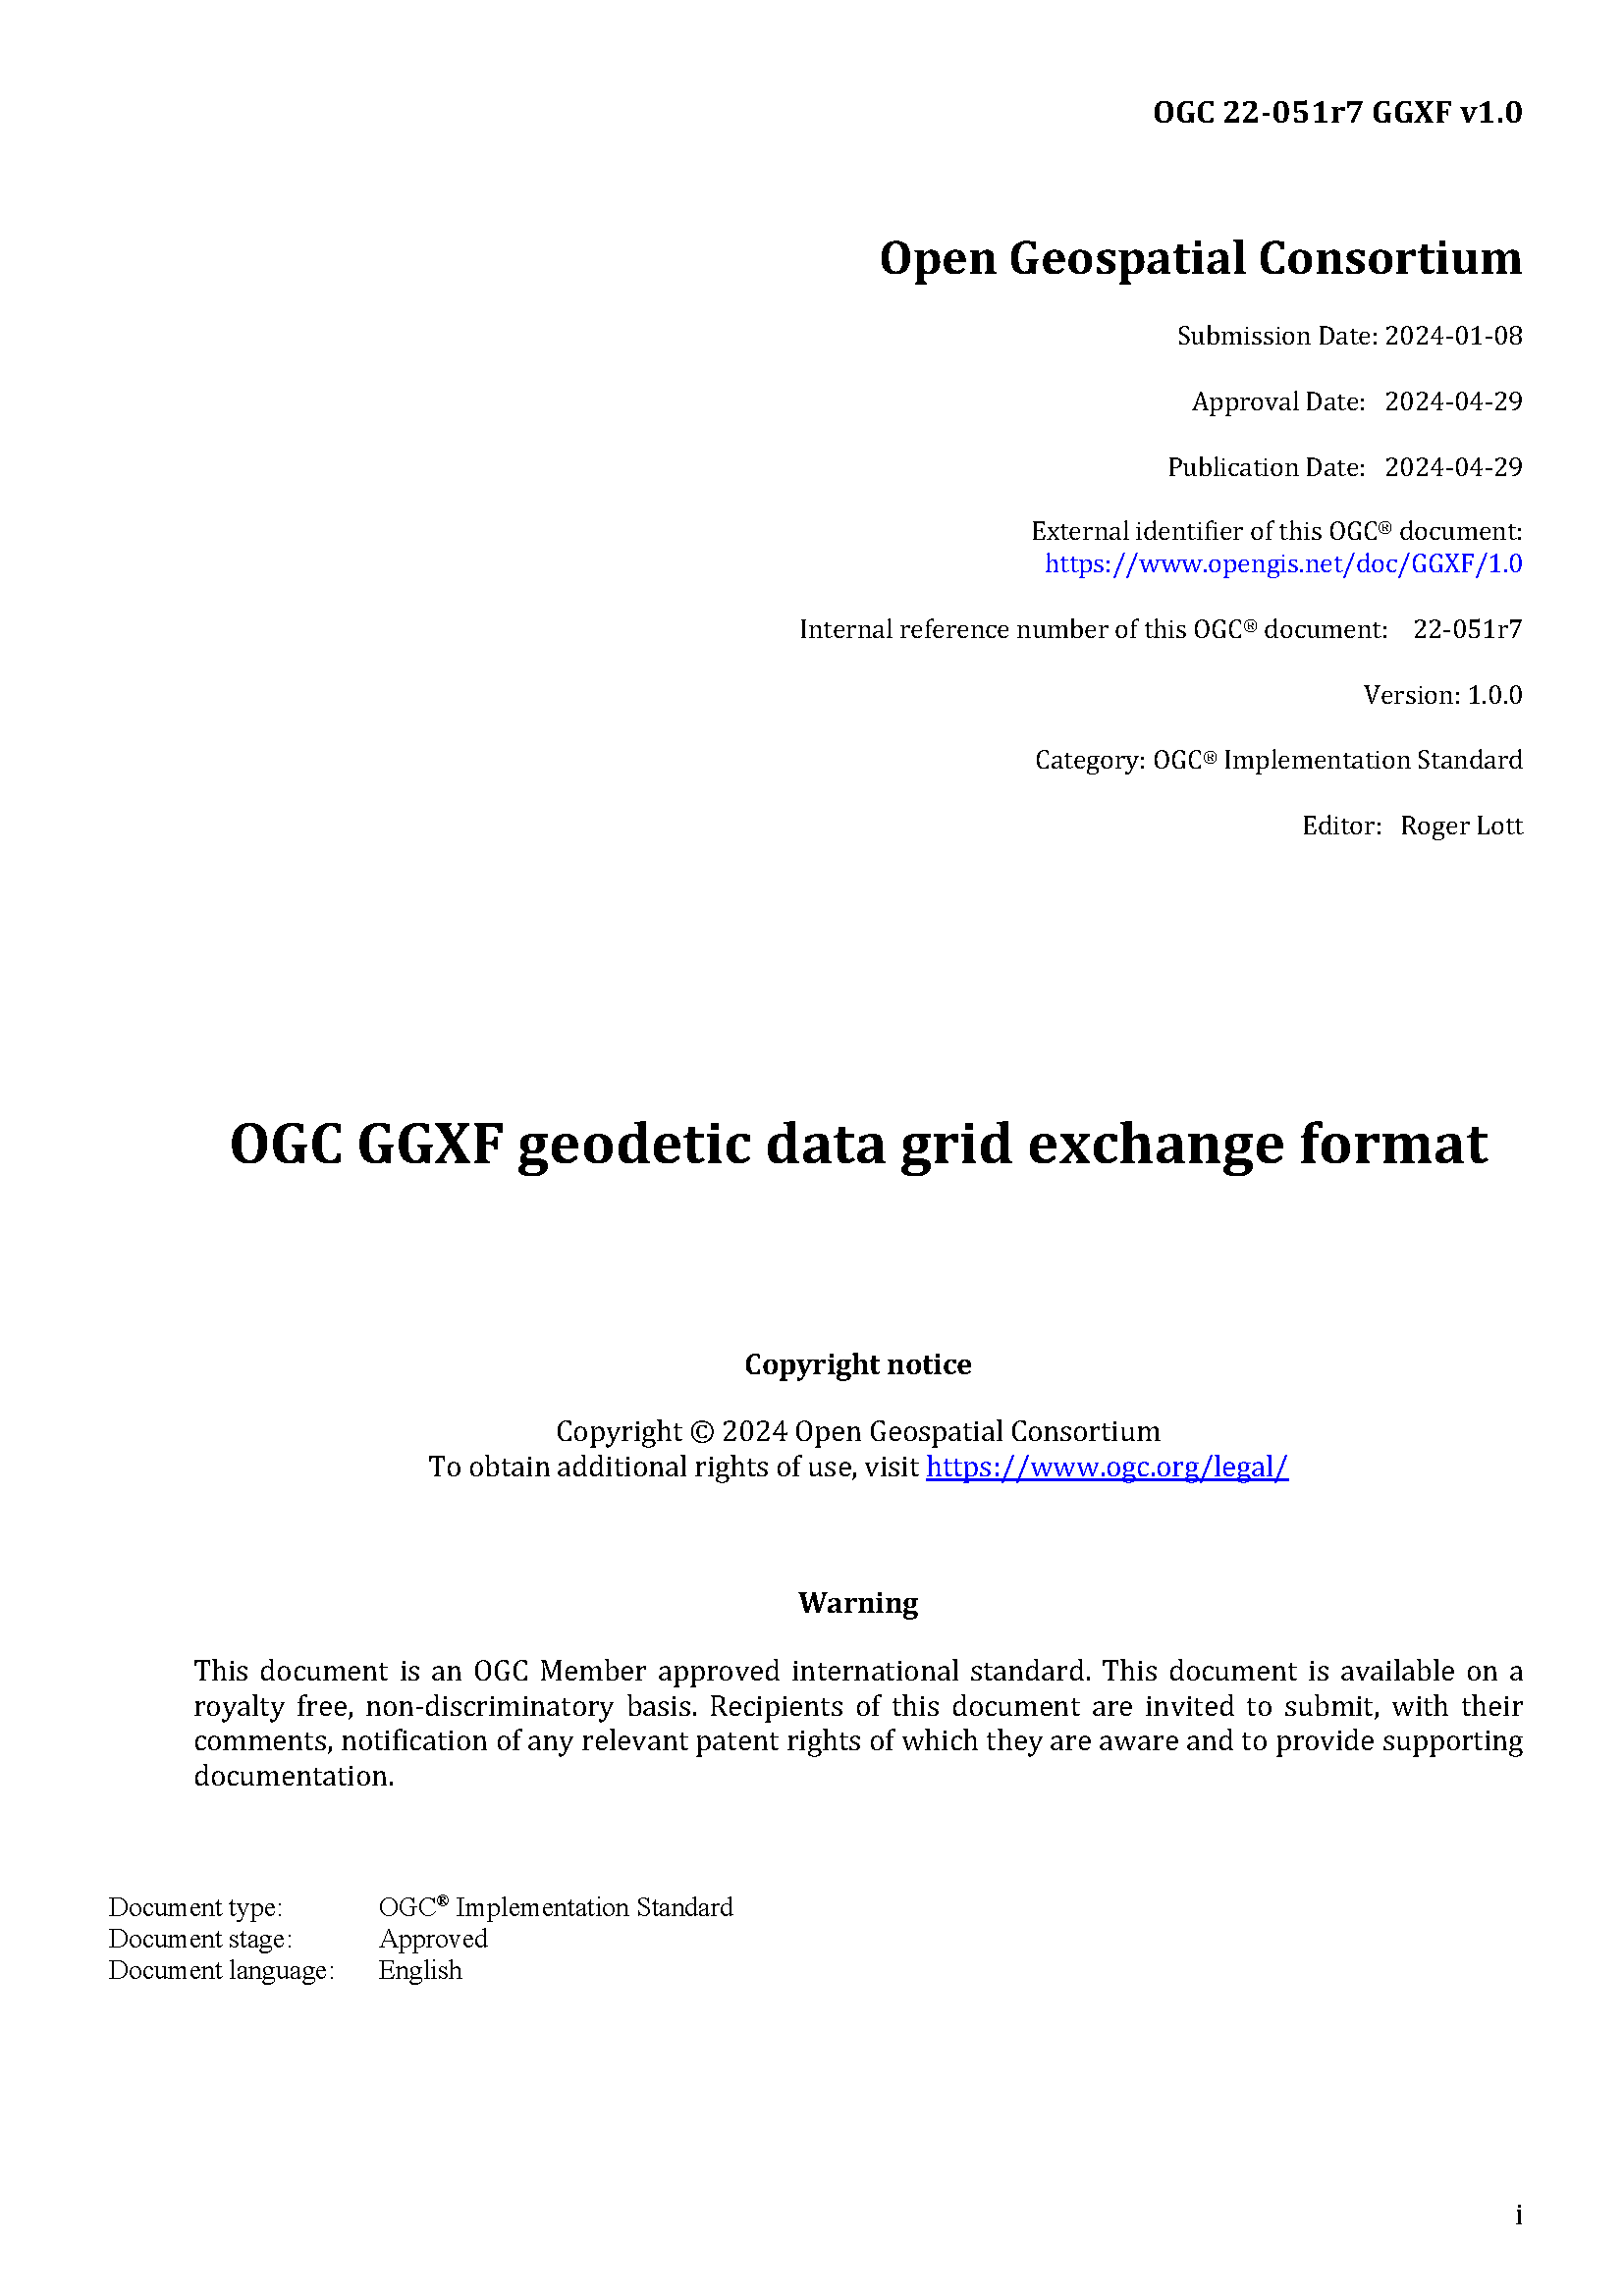 OGC 22-051r7 GGXF v1.0
Open Geospatial Consortium
Submission Date: 2024-01-08
Approval Date: 2024-04-29
Publication Date: 2024-04-29
External identifier of this OGC® document:
https://www.opengis.net/doc/GGXF/1.0
Internal reference number of this OGC® document: 22-051r7
Version: 1.0.0
Category: OGC® Implementation Standard
Editor: Roger Lott
OGC GGXF geodetic data grid exchange format
Copyright notice
Copyright © 2024 Open Geospatial Consortium
To obtain additional rights of use, visit https://www.ogc.org/legal/
Warning
This document is an OGC Member approved international standard. This document is available on a
royalty free, non-discriminatory basis. Recipients of this document are invited to submit, with their
comments, notification of any relevant patent rights of which they are aware and to provide supporting
documentation.
Document type: OGC® Implementation Standard
Document stage: Approved
Document language: English
i